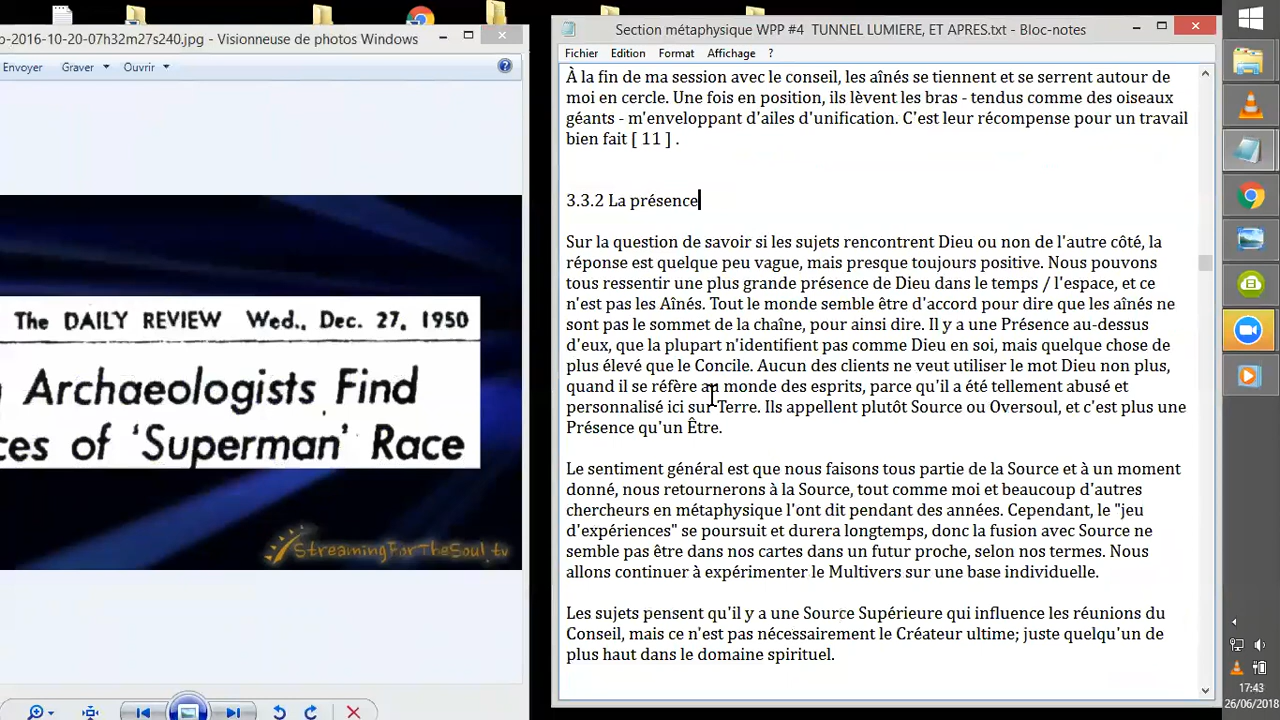 o-2016-10-20-07h32m27s240.jpg - Visionneuse de photos Windows
Envoyer Graver Ouvrir
The DAILY REVIEW Wed., Dec. 27, 1950
Archaeologists Find
ces of 'Superman' Race
StreamingForTheSoul.tv
Section métaphysique WPP #4 TUNNEL LUMIERE, ET APRES.txt - Bloc-notes
Fichier Edition Format Affichage ?
À la fin de ma session avec le conseil, les aînés se tiennent et se serrent autour de
moi en cercle. Une fois en position, ils lèvent les bras - tendus comme des oiseaux
géants - m'enveloppant d'ailes d'unification. C'est leur récompense pour un travail
bien fait [ 11 ] .
3.3.2 La présence
Sur la question de savoir si les sujets rencontrent Dieu ou non de l'autre côté, la
réponse est quelque peu vague, mais presque toujours positive. Nous pouvons
tous ressentir une plus grande présence de Dieu dans le temps / l'espace, et ce
n'est pas les Aînés. Tout le monde semble être d'accord pour dire que les aînés ne
sont pas le sommet de la chaîne, pour ainsi dire. Il y a une Présence au-dessus
d'eux, que la plupart n'identifient pas comme Dieu en soi, mais quelque chose de
plus élevé que le Concile. Aucun des clients ne veut utiliser le mot Dieu non plus,
quand il se réfère au monde des esprits, parce qu'il a été tellement abusé et
personnalisé ici sur Terre. Ils appellent plutôt Source ou Oversoul, et c'est plus une
Présence qu'un Être.
Le sentiment général est que nous faisons tous partie de la Source et à un moment
donné, nous retournerons à la Source, tout comme moi et beaucoup d'autres
chercheurs en métaphysique l'ont dit pendant des années. Cependant, le "jeu
d'expériences" se poursuit et durera longtemps, donc la fusion avec Source ne
semble pas être dans nos cartes dans un futur proche, selon nos termes. Nous
allons continuer à expérimenter le Multivers sur une base individuelle.
Les sujets pensent qu'il y a une Source Supérieure qui influence les réunions du
Conseil, mais ce n'est pas nécessairement le Créateur ultime; juste quelqu'un de
plus haut dans le domaine spirituel.
17:43
26/06/2018